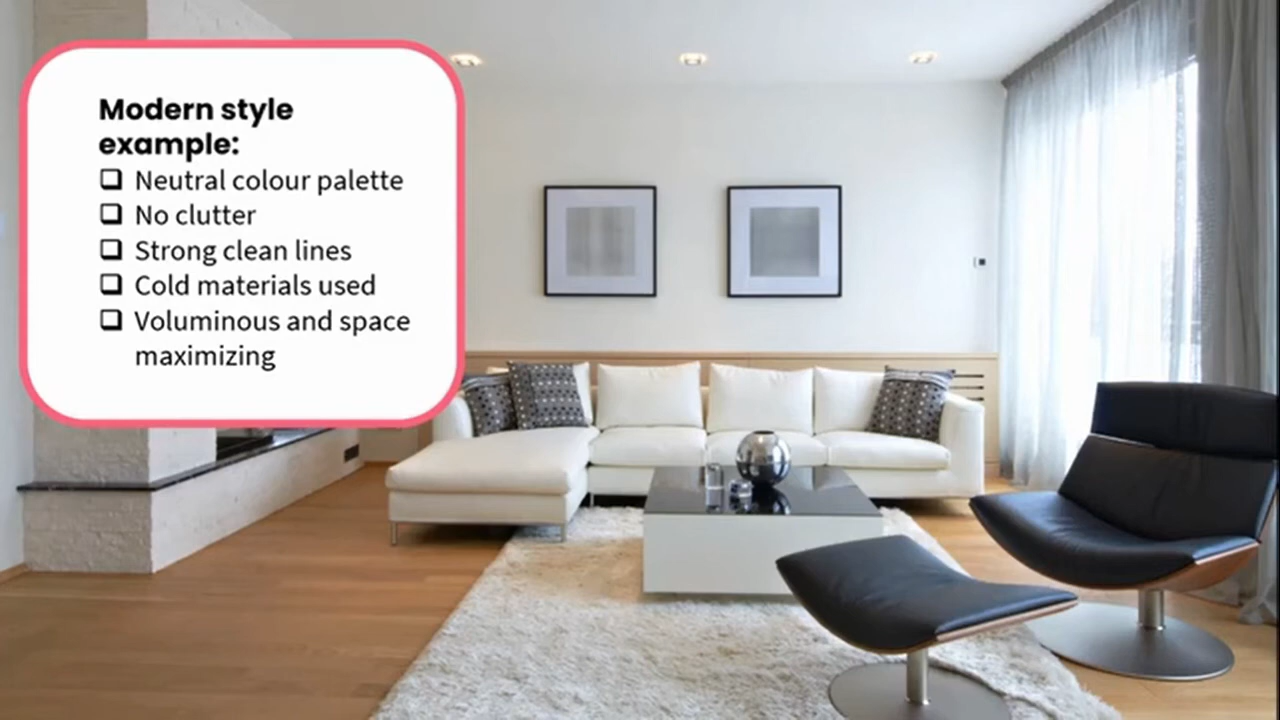 Modern style
example:
❑ Neutral colour palette
❑ No clutter
❑ Strong clean lines
❑ Cold materials used
❑ Voluminous and space
maximizing